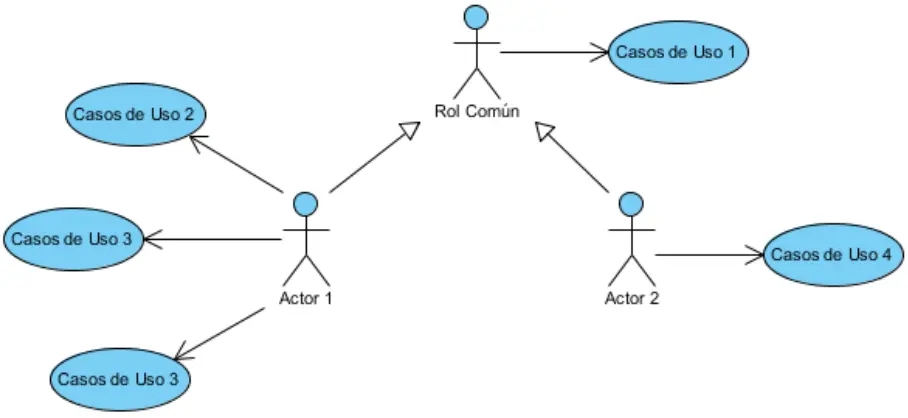 Casos de Uso 1
Rol Común
Casos de Uso 2
Casos de Uso 3
Actor 1
Actor 2
Casos de Uso 4
Casos de Uso 3